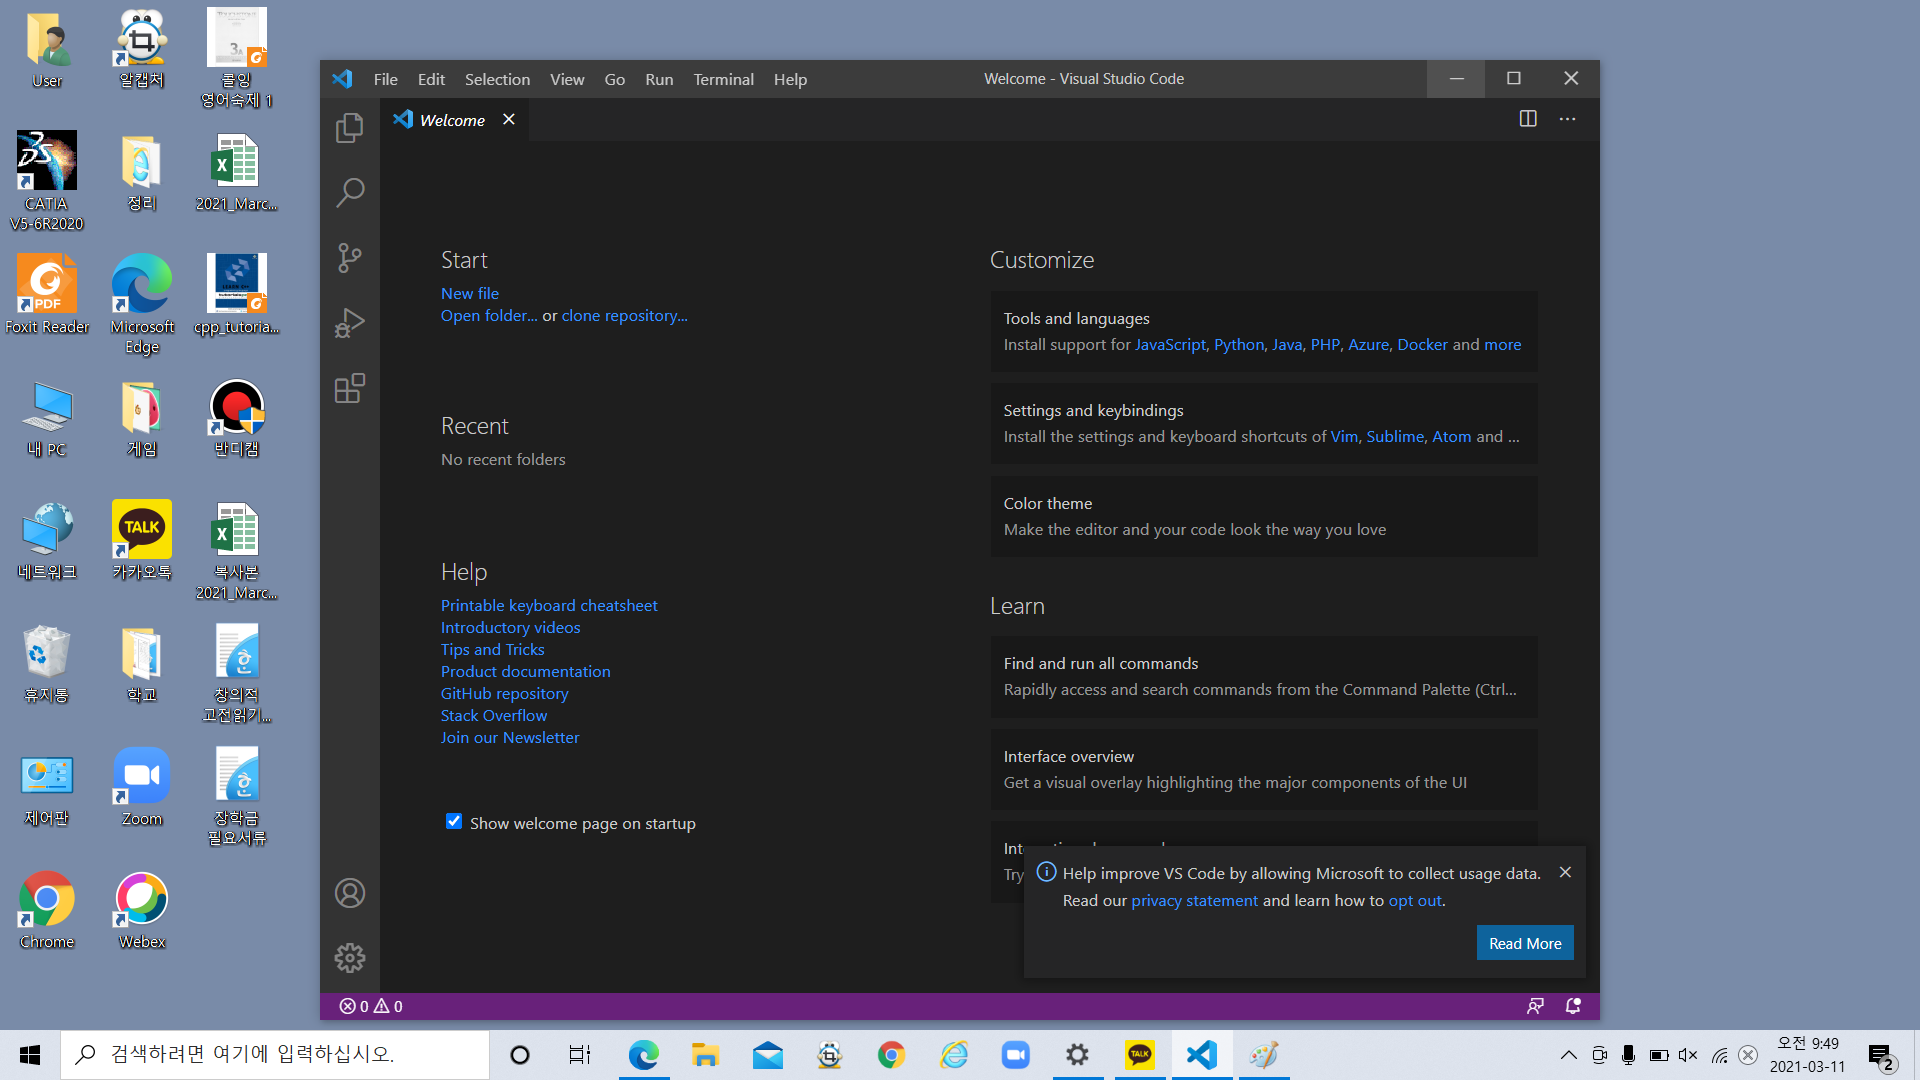 User
알캡처
콜잉
영어숙제 1
CATIA
V5-6R2020
정리
2021_Marc...
PDF
Foxit Reader
Microsoft
Edge
cpp_tutoria...
내 PC
게임
반디캠
네트워크
TALK
카카오톡
복사본
2021_Marc...
휴지통
학교
창의적
고전읽기...
제어판
Zoom
장학금
필요서류
Chrome
Webex
File Edit Selection View Go Run Terminal Help
Welcome - Visual Studio Code
Welcome
Start
New file
Open folder... or clone repository...
Recent
No recent folders
Help
Printable keyboard cheatsheet
Introductory videos
Tips and Tricks
Product documentation
GitHub repository
Stack Overflow
Join our Newsletter
Show welcome page on startup
Customize
Tools and languages
Install support for JavaScript, Python, Java, PHP, Azure, Docker and more
Settings and keybindings
Install the settings and keyboard shortcuts of Vim, Sublime, Atom and ...
Color theme
Make the editor and your code look the way you love
Learn
Find and run all commands
Rapidly access and search commands from the Command Palette (Ctrl...
Interface overview
Get a visual overlay highlighting the major components of the UI
Try
Help improve VS Code by allowing Microsoft to collect usage data.
Read our privacy statement and learn how to opt out.
Read More
0 0
검색하려면 여기에 입력하십시오.
TALK
오전 9:49
2021-03-11
2